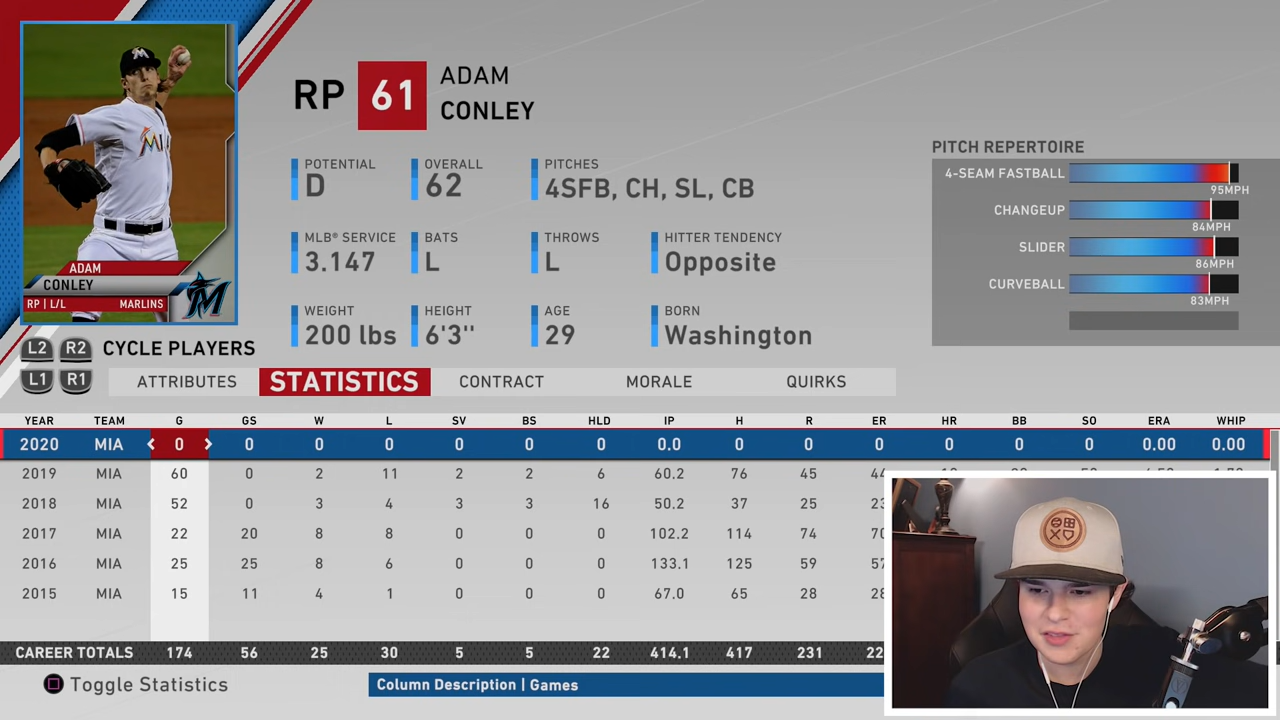 RP 61 ADAM
CONLEY
POTENTIAL OVERALL PITCHES
D 62 4SFB, CH, SL, CB
MLB® SERVICE BATS THROWS HITTER TENDENCY
3.147 L L Opposite
WEIGHT HEIGHT AGE BORN
200 lbs 6'3'' 29 Washington
PITCH REPERTOIRE
4-SEAM FASTBALL
95MPH
CHANGEUP
84MPH
SLIDER
86MPH
CURVEBALL
83MPH
ADAM
CONLEY
RP | L/L MARLINS
L2 R2 CYCLE PLAYERS
L1 R1 ATTRIBUTES STATISTICS CONTRACT MORALE QUIRKS
YEAR TEAM G GS W L SV BS HLD IP H R ER HR BB SO ERA WHIP
2020 MIA 0 0 0 0 0 0 0 0.0 0 0 0 0 0 0 0.00 0.00
2019 MIA 60 0 2 11 2 2 6 60.2 76 45
2018 MIA 52 0 3 4 3 3 16 50.2 37 25
2017 MIA 22 20 8 8 0 0 0 102.2 114 74
2016 MIA 25 25 8 6 0 0 0 133.1 125 59
2015 MIA 15 11 4 1 0 0 0 67.0 65 28
CAREER TOTALS 174 56 25 30 5 5 22 414.1 417 231
Toggle Statistics
Column Description | Games